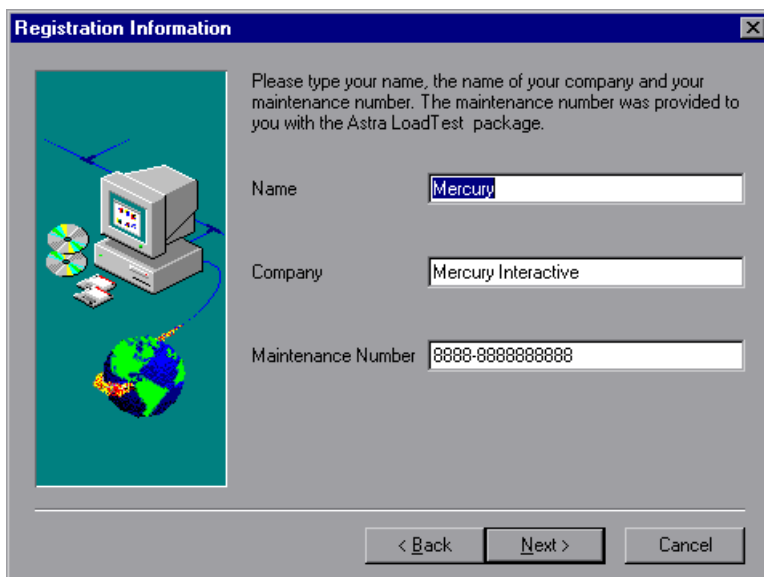 Registration Information
Please type your name, the name of your company and your
maintenance number. The maintenance number was provided to
you with the Astra LoadTest  package.
Name Mercury
Company Mercury Interactive
Maintenance Number 8888-8888888888
< Back Next > Cancel